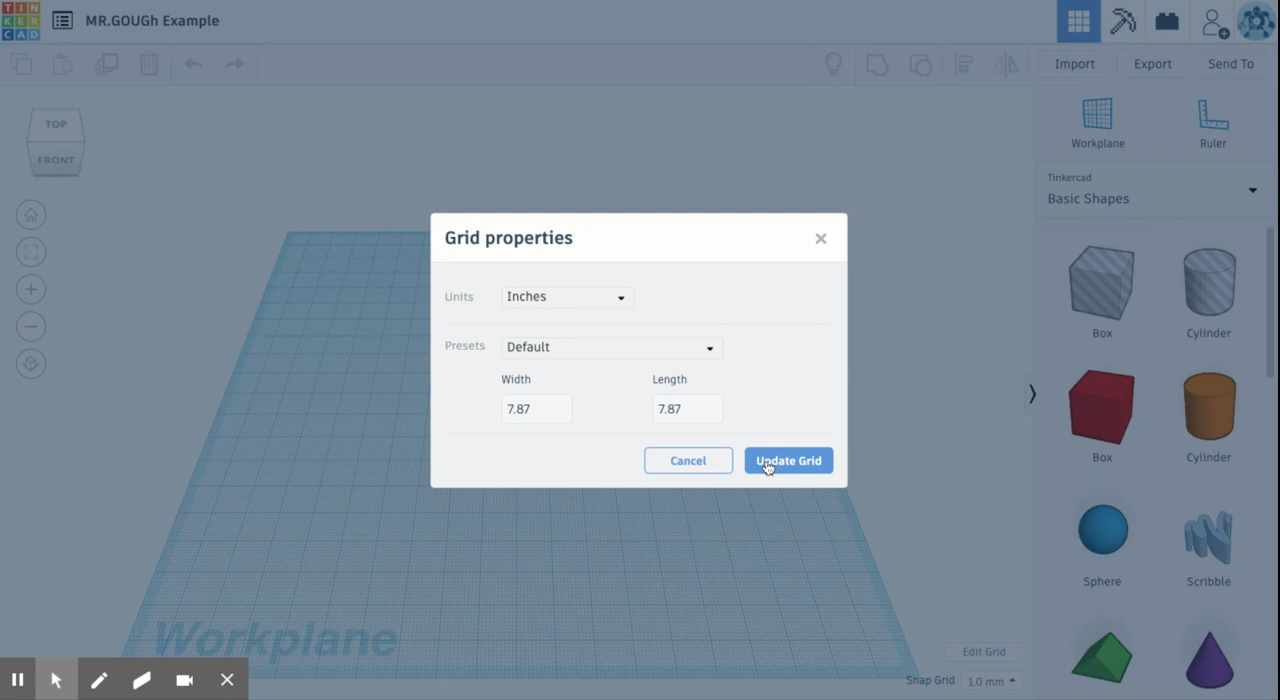 TIN
KER
CAD
MR.GOUGh Example
Import
Export
Send To
TOP
FRONT
Workplane
Ruler
Tinkercad
Basic Shapes
Grid properties
Units
Inches
Presets
Default
Width
Length
7.87
7.87
Cancel
Update Grid
Box
Cylinder
Box
Cylinder
Sphere
Scribble
Workplane
Edit Grid
Snap Grid
1.0 mm